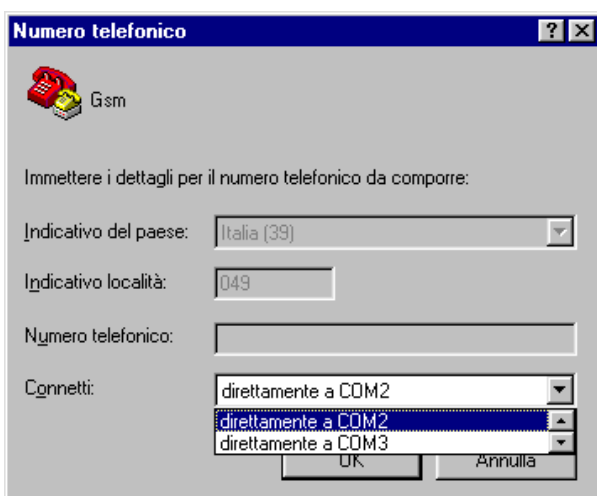 Numero telefonico
Gsm
Immettere i dettagli per il numero telefonico da comporre:
Indicativo del paese: Italia (39)
Indicativo località: 049
Numero telefonico:
Connetti: direttamente a COM2
direttamente a COM2
direttamente a COM3
OK Annulla